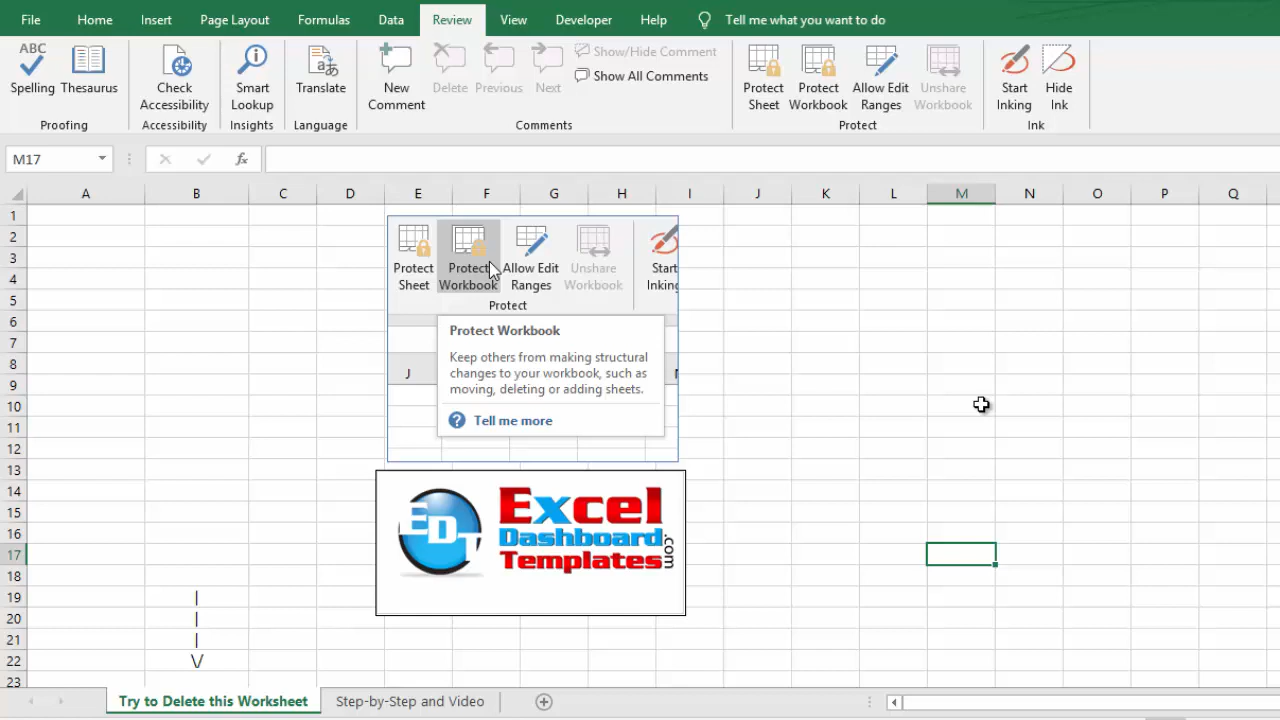 File Home Insert Page Layout Formulas Data Review View Developer Help Tell me what you want to do
ABC
Spelling
Thesaurus
Proofing
Check
Accessibility
Accessibility
Smart
Lookup
Insights
Translate
Language
New
Comment
Delete
Previous
Next
Show/Hide Comment
Show All Comments
Comments
Protect
Sheet
Protect
Workbook
Allow Edit
Ranges
Unshare
Workbook
Protect
Start
Inking
Hide
Ink
Ink
M17
fx
A B C D E F G H I J K L M N O P Q
1
2
3
4
5
6
7
8
9
10
11
12
13
14
15
16
17
18
19
20
21
22
23
Protect
Sheet
Protect
Workbook
Allow Edit
Ranges
Unshare
Workbook
Start
Inking
Protect
J
Protect Workbook
Keep others from making structural
changes to your workbook, such as
moving, deleting or adding sheets.
? Tell me more
EDT
Excel
Dashboard
Templates
.com
|
|
|
\/
Try to Delete this Worksheet Step-by-Step and Video